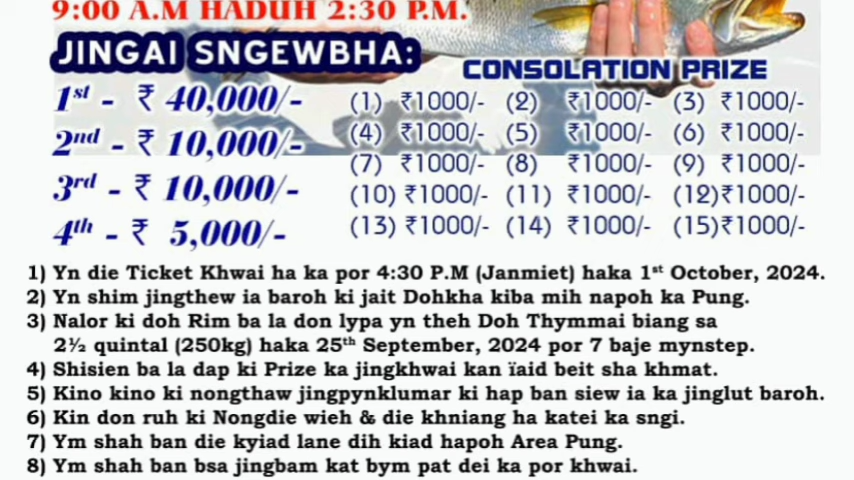 9:00 A.M HADUH 2:30 P.M.
JINGAI SNGEWBHA:
1st - ₹ 40,000/-
2nd - ₹ 10,000/-
3rd - ₹ 10,000/-
4th - ₹ 5,000/-
CONSOLATION PRIZE
(1) ₹1000/- (2) ₹1000/- (3) ₹1000/-
(4) ₹1000/- (5) ₹1000/- (6) ₹1000/-
(7) ₹1000/- (8) ₹1000/- (9) ₹1000/-
(10) ₹1000/- (11) ₹1000/- (12) ₹1000/-
(13) ₹1000/- (14) ₹1000/- (15) ₹1000/-
1) Yn die Ticket Khwai ha ka por 4:30 P.M (Janmiet) haka 1st October, 2024.
2) Yn shim jingthew ia baroh ki jait Dohkha kiba mih napoh ka Pung.
3) Nalor ki doh Rim ba la don lypa yn theh Doh Thymmai biang sa
2½ quintal (250kg) haka 25th September, 2024 por 7 baje mynstep.
4) Shisien ba la dap ki Prize ka jingkhwai kan ïaid beit sha khmat.
5) Kino kino ki nongthaw jingpynklumar ki hap ban siew ia ka jinglut baroh.
6) Kin don ruh ki Nongdie wieh & die khniang ha katei ka sngi.
7) Ym shah ban die kyiad lane dih kiad hapoh Area Pung.
8) Ym shah ban bsa jingbam kat bym pat dei ka por khwai.